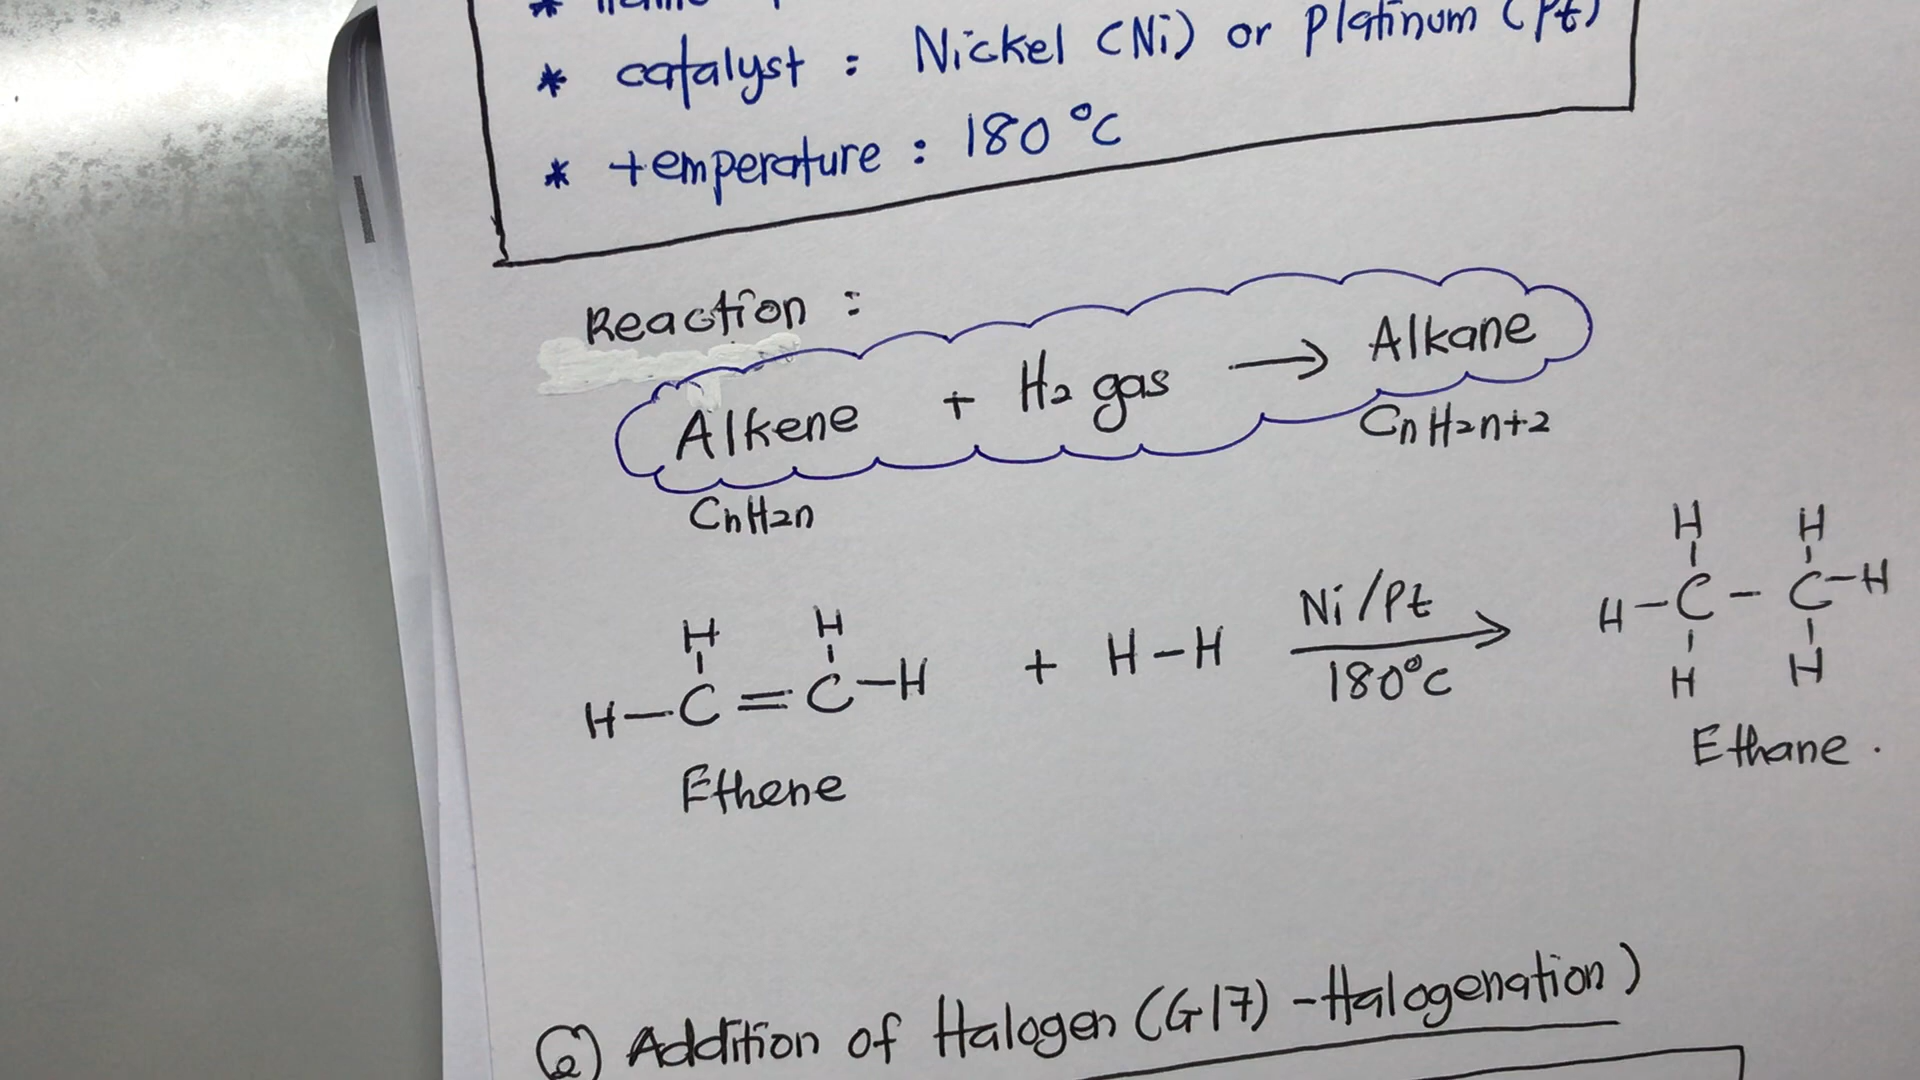 * catalyst : Nickel (Ni) or Platinum (Pt)
* temperature : 180 °C
Reaction :
Alkene + H2 gas → Alkane
CnH2n CnH2n+2
H H H H
H-C=C-H + H-H Ni/Pt 180°C → H-C-C-H
H H
Ethene Ethane.
(2) Addition of Halogen (G17) - Halogenation)